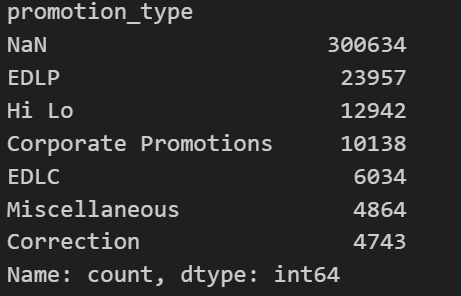 promotion_type
NaN 300634
EDLP 23957
Hi Lo 12942
Corporate Promotions 10138
EDLC 6034
Miscellaneous 4864
Correction 4743
Name: count, dtype: int64